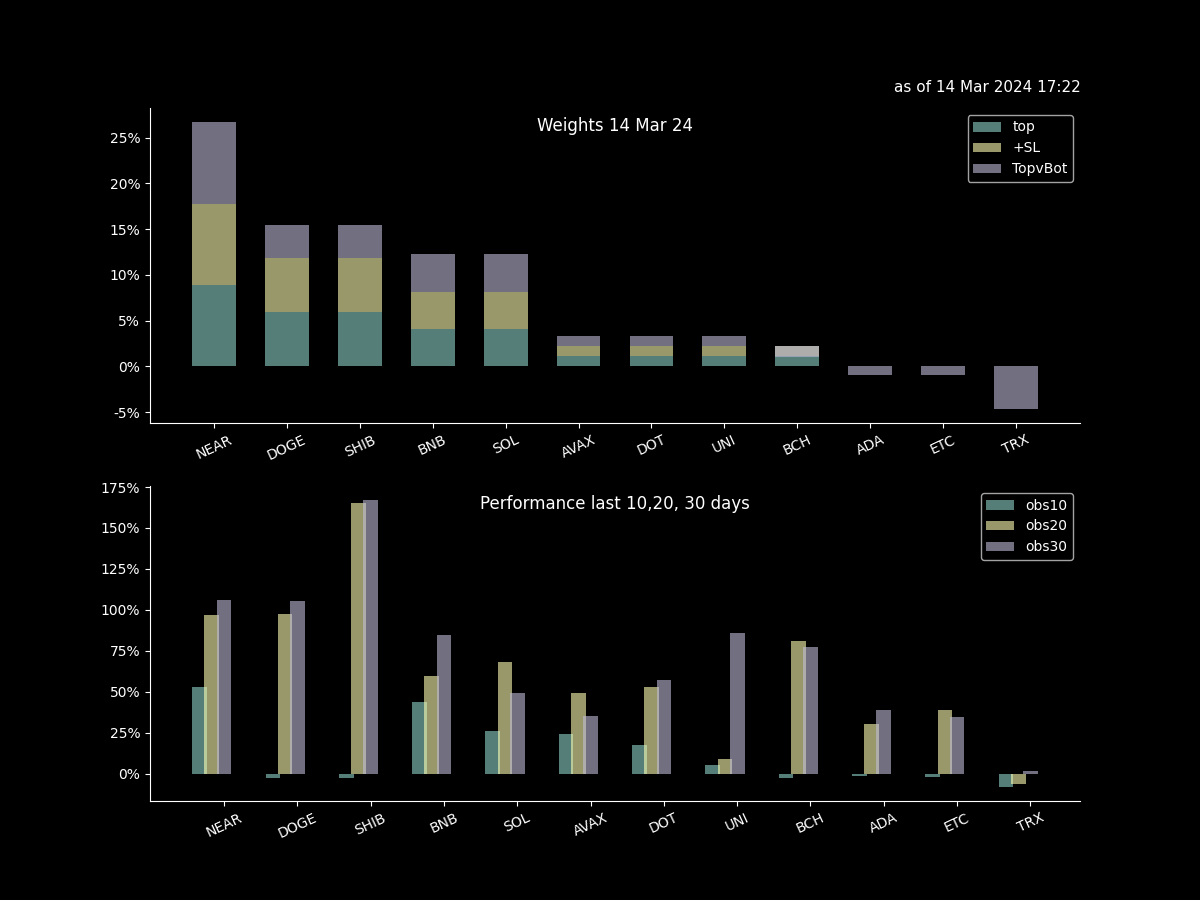 as of 14 Mar 2024 17:22
Weights 14 Mar 24
top
+SL
TopvBot
25%
20%
15%
10%
5%
0%
-5%
NEAR DOGE SHIB BNB SOL AVAX DOT UNI BCH ADA ETC TRX
Performance last 10,20, 30 days
obs10
obs20
obs30
175%
150%
125%
100%
75%
50%
25%
0%
NEAR DOGE SHIB BNB SOL AVAX DOT UNI BCH ADA ETC TRX